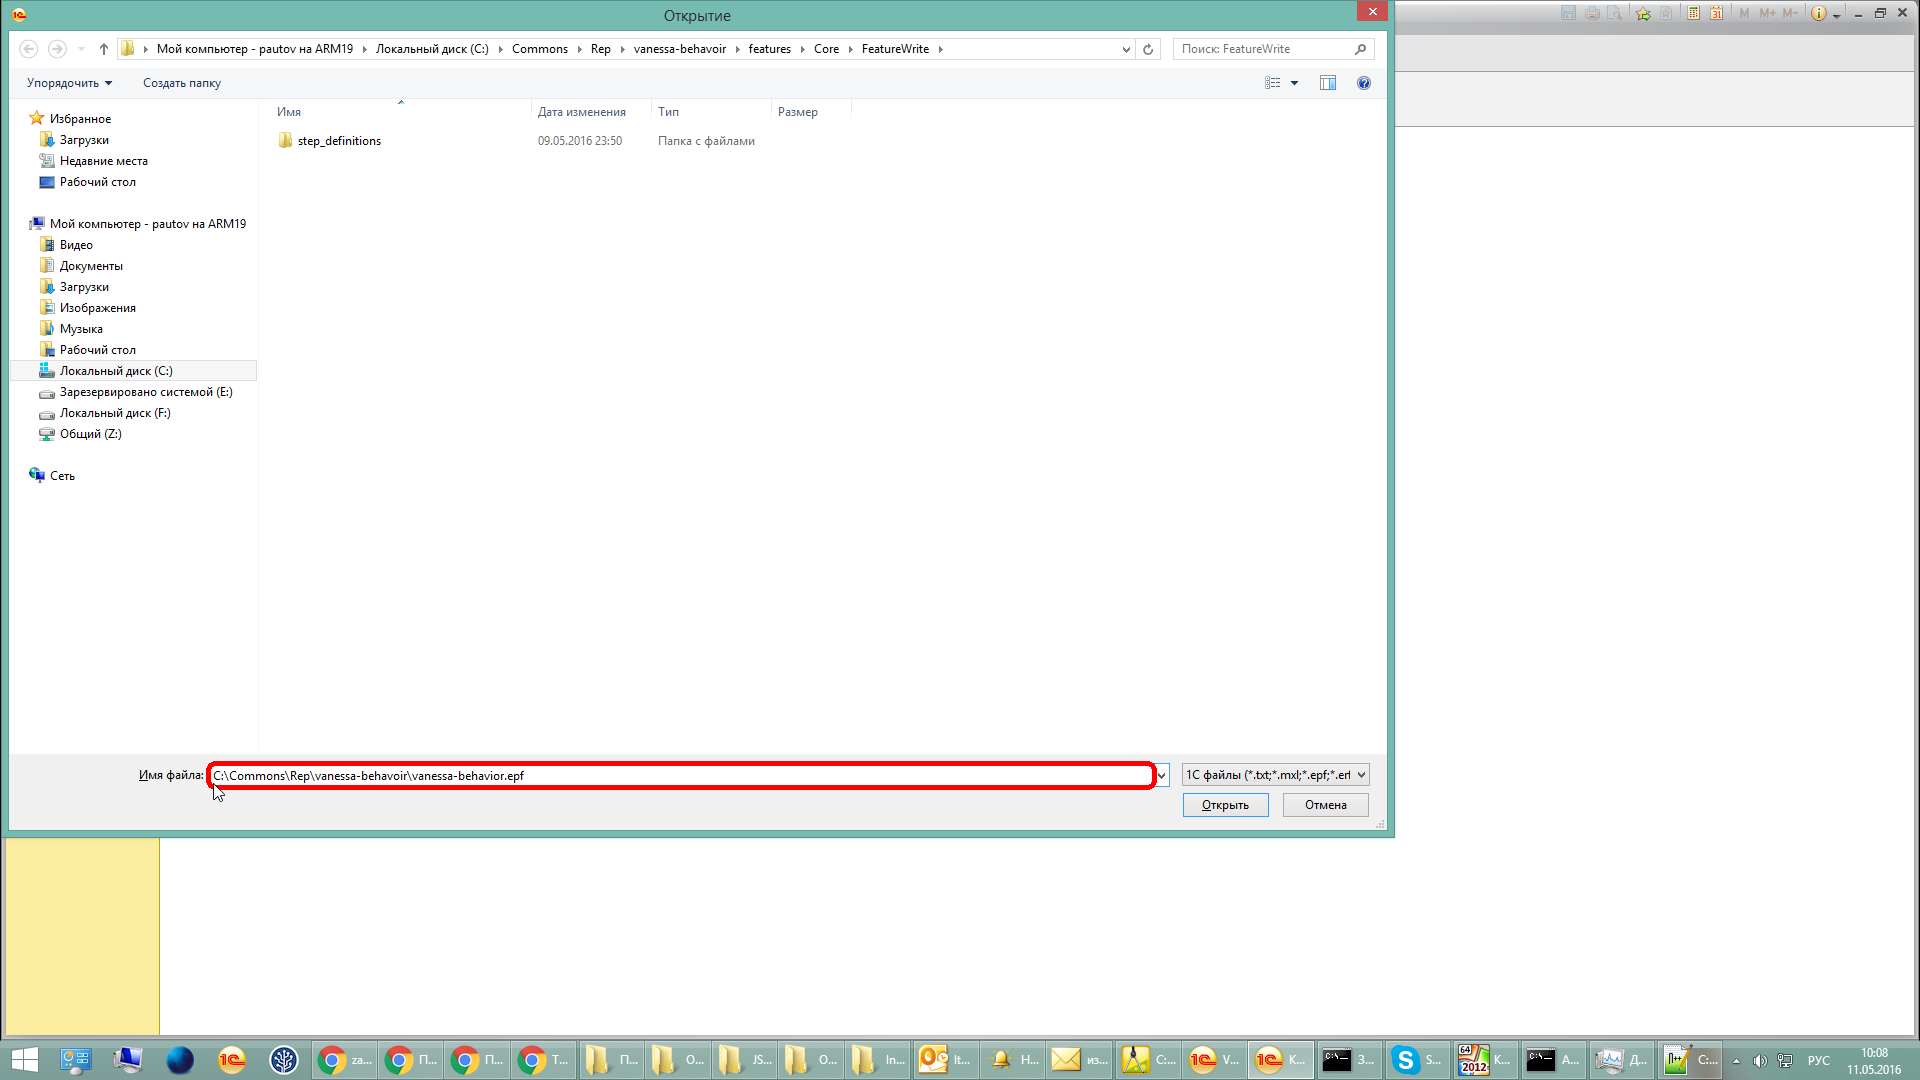 Открытие
Мой компьютер - pautov на ARM19 Локальный диск (C:) Commons Rep vanessa-behavoir features Core FeatureWrite
Поиск: FeatureWrite
M M+ M-
31
Упорядочить Создать папку
Имя Дата изменения Тип Размер
step_definitions 09.05.2016 23:50 Папка с файлами
Избранное
Загрузки
Недавние места
Рабочий стол
Мой компьютер - pautov на ARM19
Видео
Документы
Загрузки
Изображения
Музыка
Рабочий стол
Локальный диск (C:)
Зарезервировано системой (E:)
Локальный диск (F:)
Общий (Z:)
Сеть
Имя файла: C:\Commons\Rep\vanessa-behavoir\vanessa-behavior.epf
1С файлы (*.txt;*.mxl;*.epf;*.erf
Открыть Отмена
za... П... П... T... П... O... JS... O... In... It... Н... из... C:... V... К... З... S... К... A... Д... C:... РУС
64 2012
10:08
11.05.2016